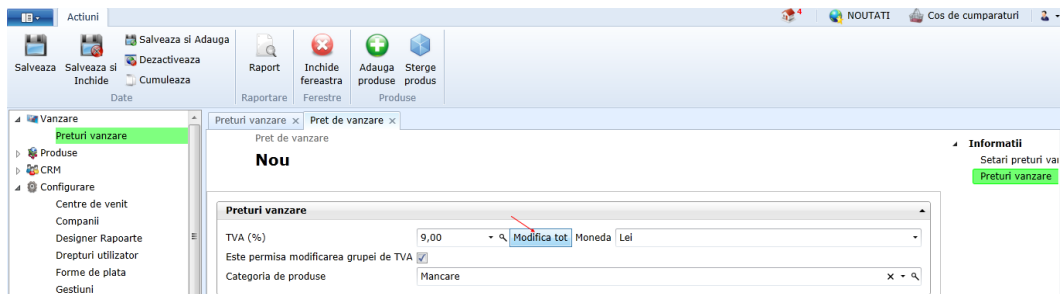 Actiuni
4
NOUTATI
Cos de cumparaturi
Salveaza
Salveaza si Inchide
Salveaza si Adauga
Dezactiveaza
Cumuleaza
Date
Raport
Raportare
Inchide fereastra
Ferestre
Adauga produse
Sterge produs
Produse
Vanzare
Preturi vanzare
Produse
CRM
Configurare
Centre de venit
Companii
Designer Rapoarte
Drepturi utilizator
Forme de plata
Gestiuni
Preturi vanzare x
Pret de vanzare x
Pret de vanzare
Nou
Preturi vanzare
TVA (%) 9,00 Modifica tot Moneda Lei
Este permisa modificarea grupei de TVA
Categoria de produse Mancare
Informatii
Setari preturi va
Preturi vanzare